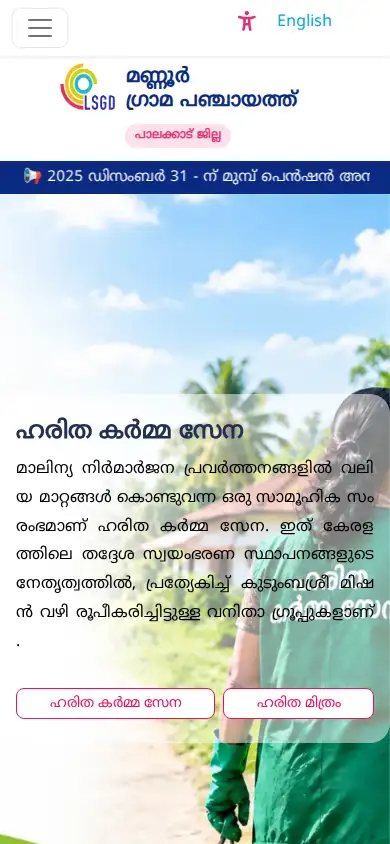 English
LSGD
മണ്ണൂർ
ഗ്രാമ പഞ്ചായത്ത്
പാലക്കാട് ജില്ല
2025 ഡിസംബർ 31 - ന് മുമ്പ് പെൻഷൻ
ഹരിത കർമ്മ സേന
മാലിന്യ നിർമാർജന പ്രവർത്തനങ്ങളിൽ വലി
യ മാറ്റങ്ങൾ കൊണ്ടുവന്ന ഒരു സാമൂഹിക സം
രംഭമാണ് ഹരിത കർമ്മ സേന. ഇത് കേരള
ത്തിലെ തദ്ദേശ സ്വയംഭരണ സ്ഥാപനങ്ങളുടെ
നേതൃത്വത്തിൽ, പ്രത്യേകിച്ച് കുടുംബശ്രീ മിഷ
ൻ വഴി രൂപീകരിച്ചിട്ടുള്ള വനിതാ ഗ്രൂപ്പുകളാണ്
.
ഹരിത കർമ്മ സേന
ഹരിത മിത്രം